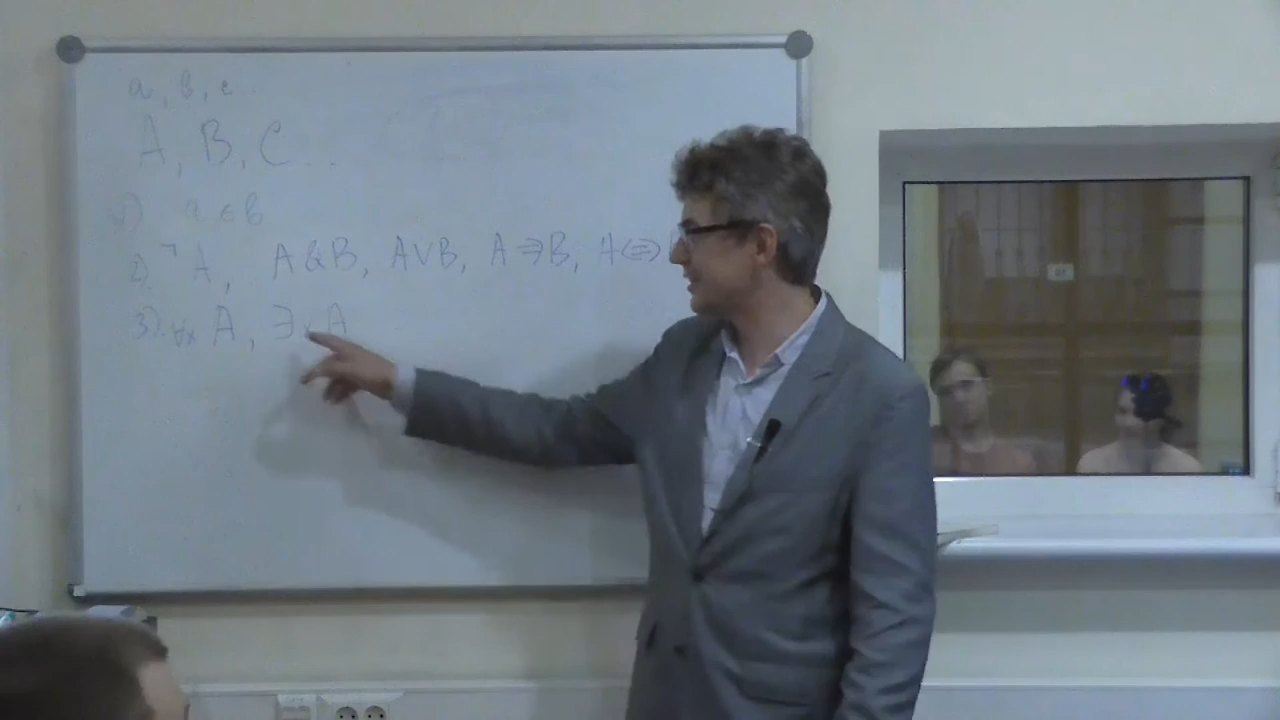 a, b, c...
A, B, C...
1) a ∈ b
2) ¬A, A & B, A ∨ B, A ⇒ B, A ⇔
3) ∀x A, ∃x A